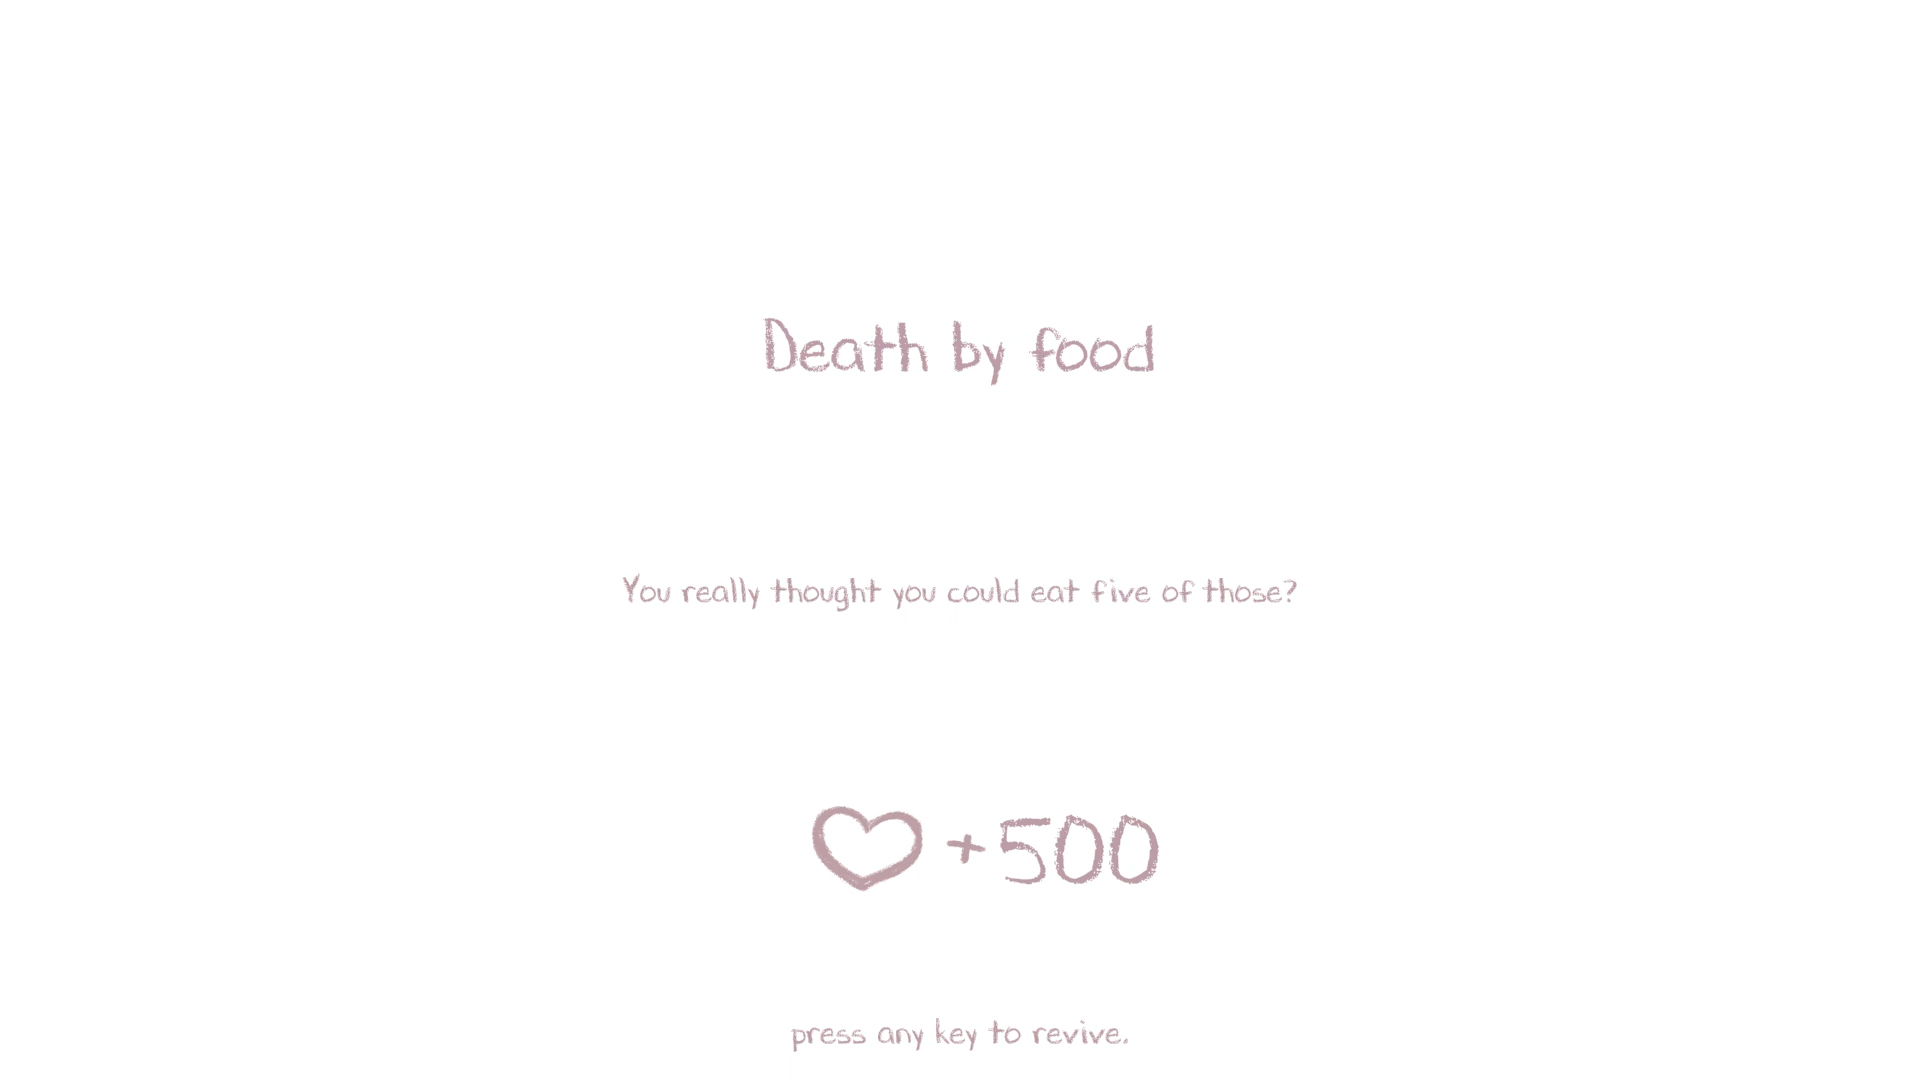 Death by food
You really thought you could eat five of those?
+500
press any key to revive.